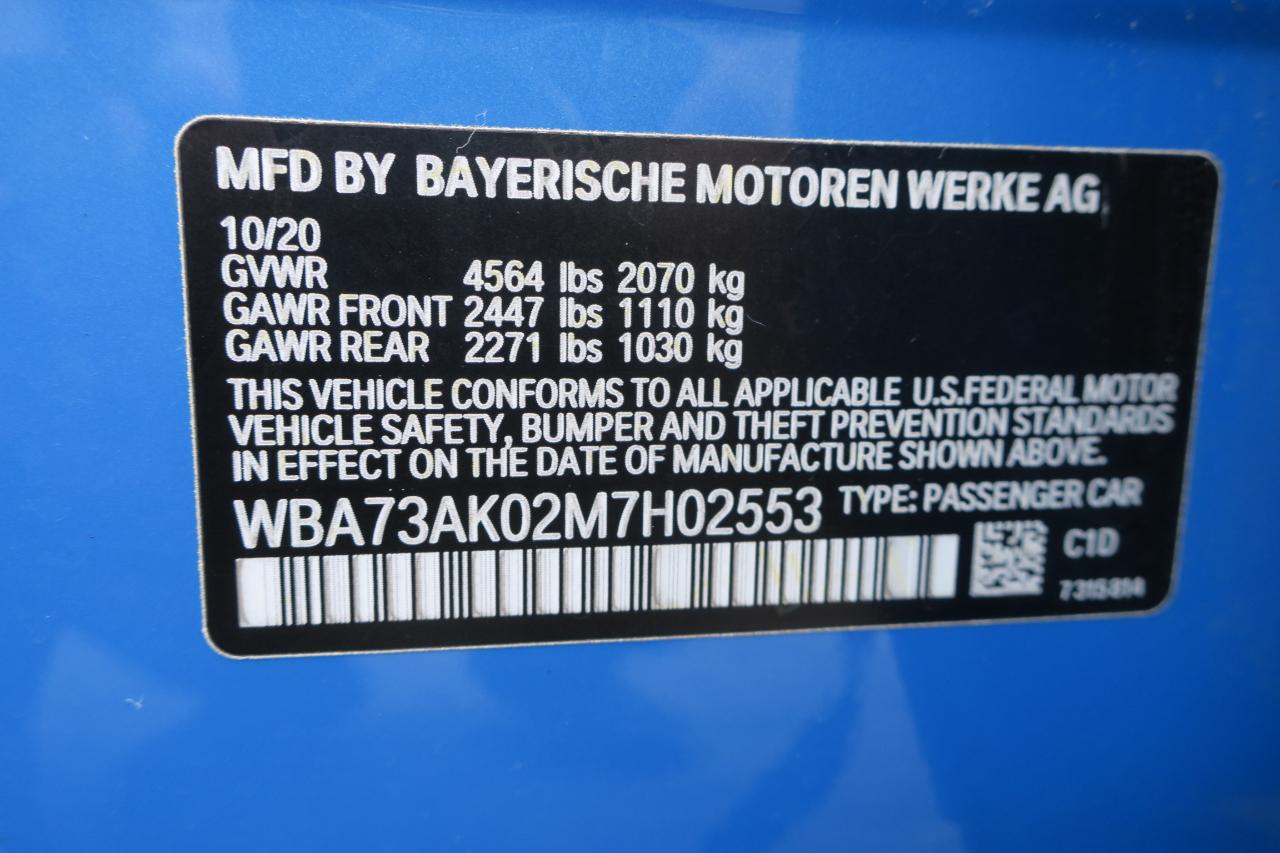 MFD BY BAYERISCHE MOTOREN WERKE AG
10/20
GVWR 4564 lbs 2070 kg
GAWR FRONT 2447 lbs 1110 kg
GAWR REAR 2271 lbs 1030 kg
THIS VEHICLE CONFORMS TO ALL APPLICABLE U.S.FEDERAL MOTOR
VEHICLE SAFETY, BUMPER AND THEFT PREVENTION STANDARDS
IN EFFECT ON THE DATE OF MANUFACTURE SHOWN ABOVE.
WBA73AK02M7H02553 TYPE: PASSENGER CAR
C1D